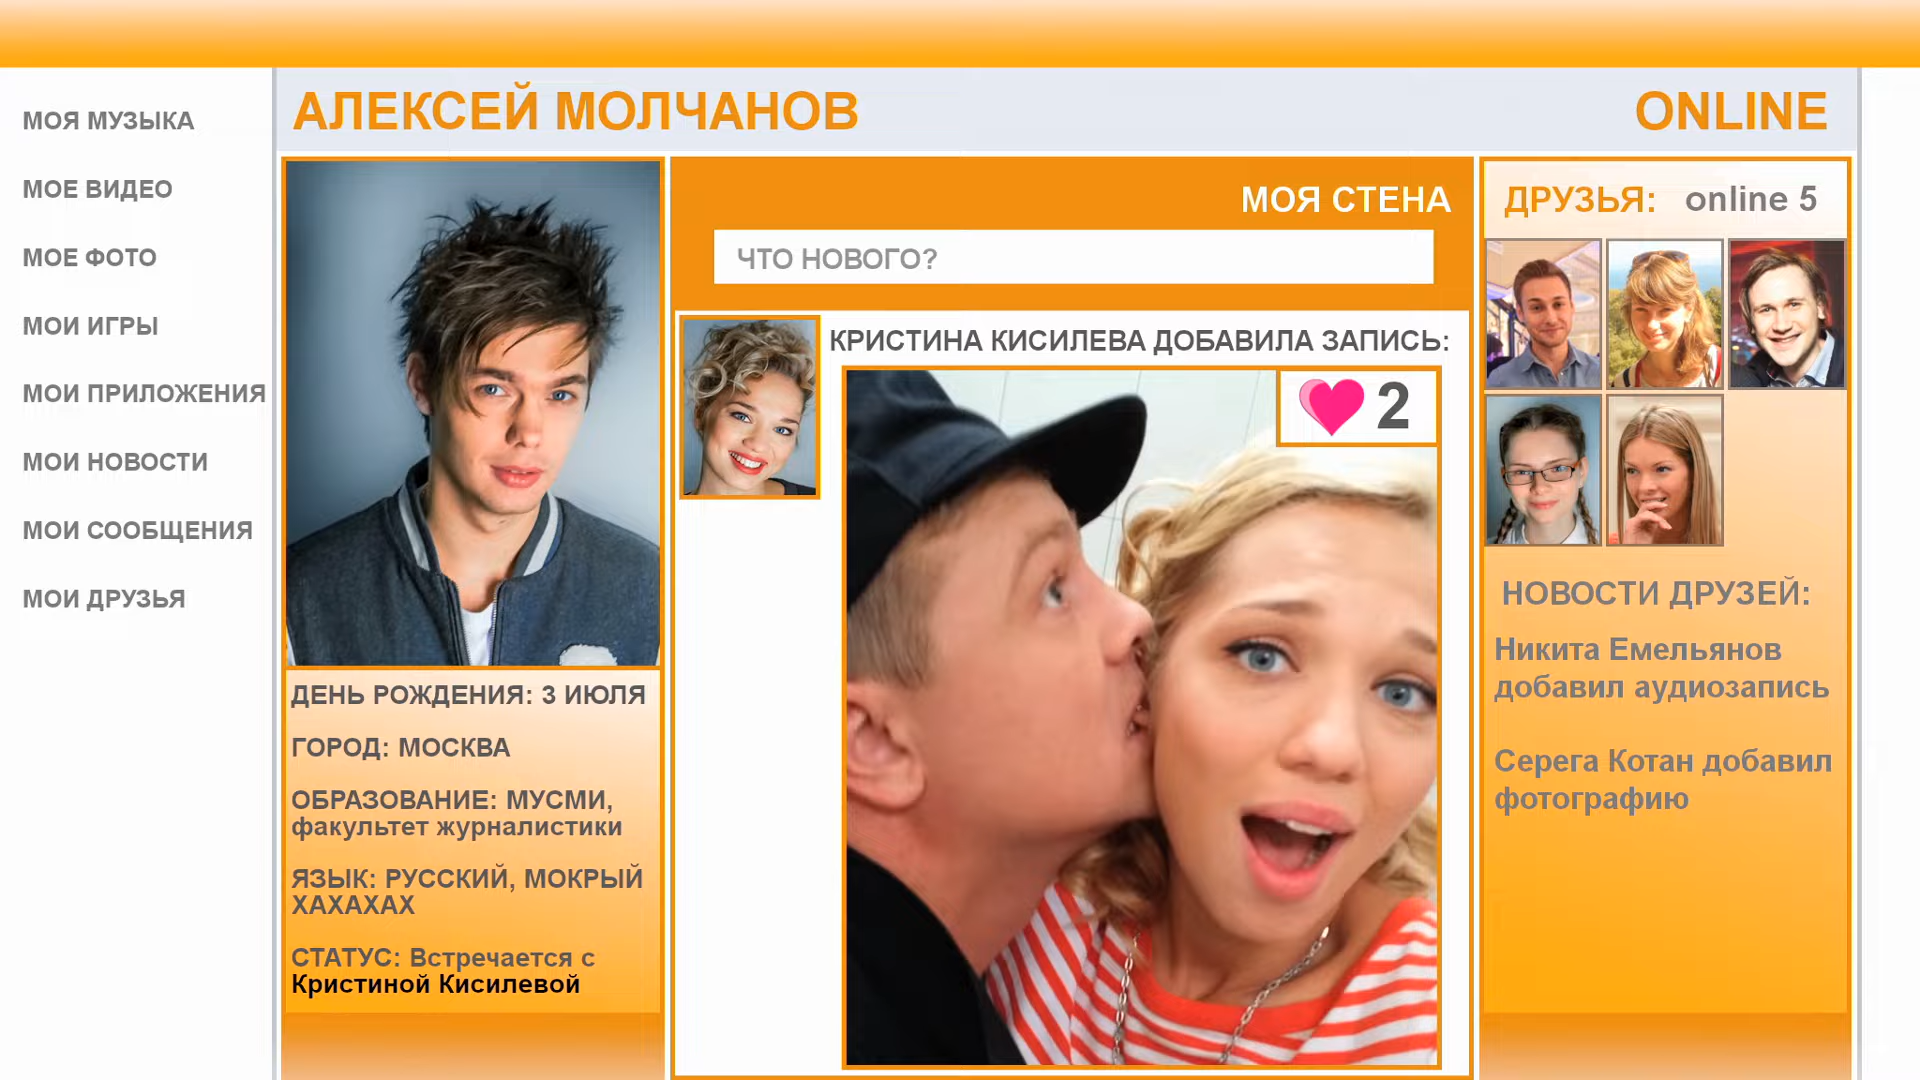 АЛЕКСЕЙ МОЛЧАНОВ
ONLINE
МОЯ МУЗЫКА
МОЕ ВИДЕО
МОЕ ФОТО
МОИ ИГРЫ
МОИ ПРИЛОЖЕНИЯ
МОИ НОВОСТИ
МОИ СООБЩЕНИЯ
МОИ ДРУЗЬЯ
ДЕНЬ РОЖДЕНИЯ: 3 ИЮЛЯ
ГОРОД: МОСКВА
ОБРАЗОВАНИЕ: МУСМИ,
факультет журналистики
ЯЗЫК: РУССКИЙ, МОКРЫЙ
ХАХАХАХ
СТАТУС: Встречается с
Кристиной Кисилевой
МОЯ СТЕНА
ЧТО НОВОГО?
КРИСТИНА КИСИЛЕВА ДОБАВИЛА ЗАПИСЬ:
2
ДРУЗЬЯ: online 5
НОВОСТИ ДРУЗЕЙ:
Никита Емельянов
добавил аудиозапись
Серега Котан добавил
фотографию